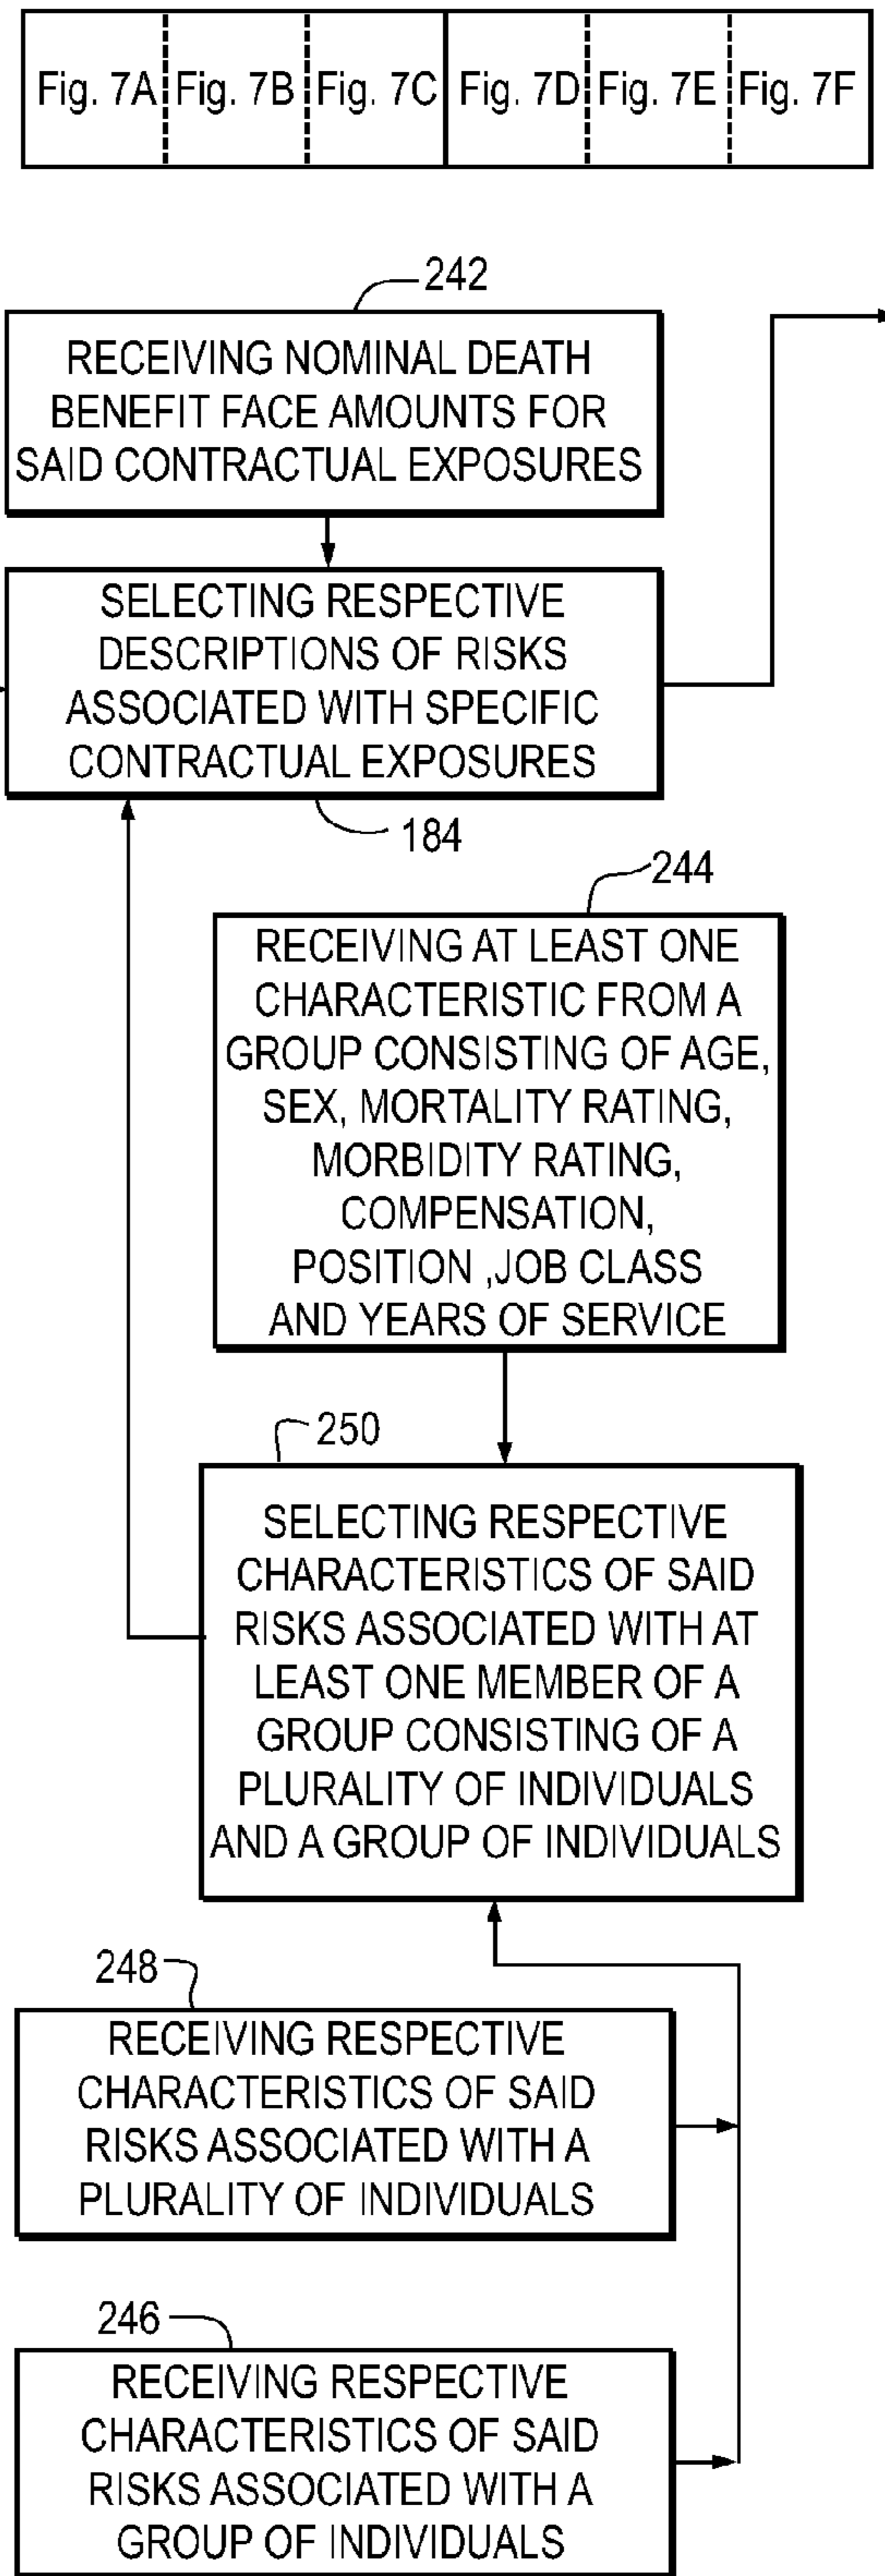 Fig. 7A Fig. 7B Fig. 7C Fig. 7D Fig. 7E Fig. 7F
242
RECEIVING NOMINAL DEATH
BENEFIT FACE AMOUNTS FOR
SAID CONTRACTUAL EXPOSURES
SELECTING RESPECTIVE
DESCRIPTIONS OF RISKS
ASSOCIATED WITH SPECIFIC
CONTRACTUAL EXPOSURES
184
244
RECEIVING AT LEAST ONE
CHARACTERISTIC FROM A
GROUP CONSISTING OF AGE,
SEX, MORTALITY RATING,
MORBIDITY RATING,
COMPENSATION,
POSITION ,JOB CLASS
AND YEARS OF SERVICE
250
SELECTING RESPECTIVE
CHARACTERISTICS OF SAID
RISKS ASSOCIATED WITH AT
LEAST ONE MEMBER OF A
GROUP CONSISTING OF A
PLURALITY OF INDIVIDUALS
AND A GROUP OF INDIVIDUALS
248
RECEIVING RESPECTIVE
CHARACTERISTICS OF SAID
RISKS ASSOCIATED WITH A
PLURALITY OF INDIVIDUALS
246
RECEIVING RESPECTIVE
CHARACTERISTICS OF SAID
RISKS ASSOCIATED WITH A
GROUP OF INDIVIDUALS